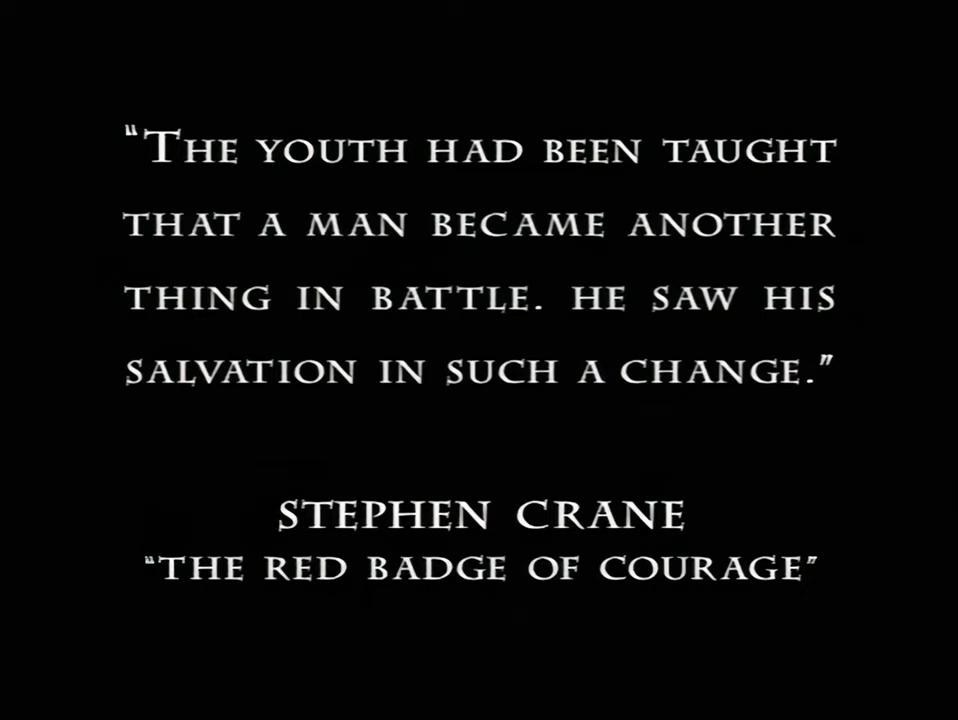 “The youth had been taught
that a man became another
thing in battle. He saw his
salvation in such a change.”
STEPHEN CRANE
“THE RED BADGE OF COURAGE”